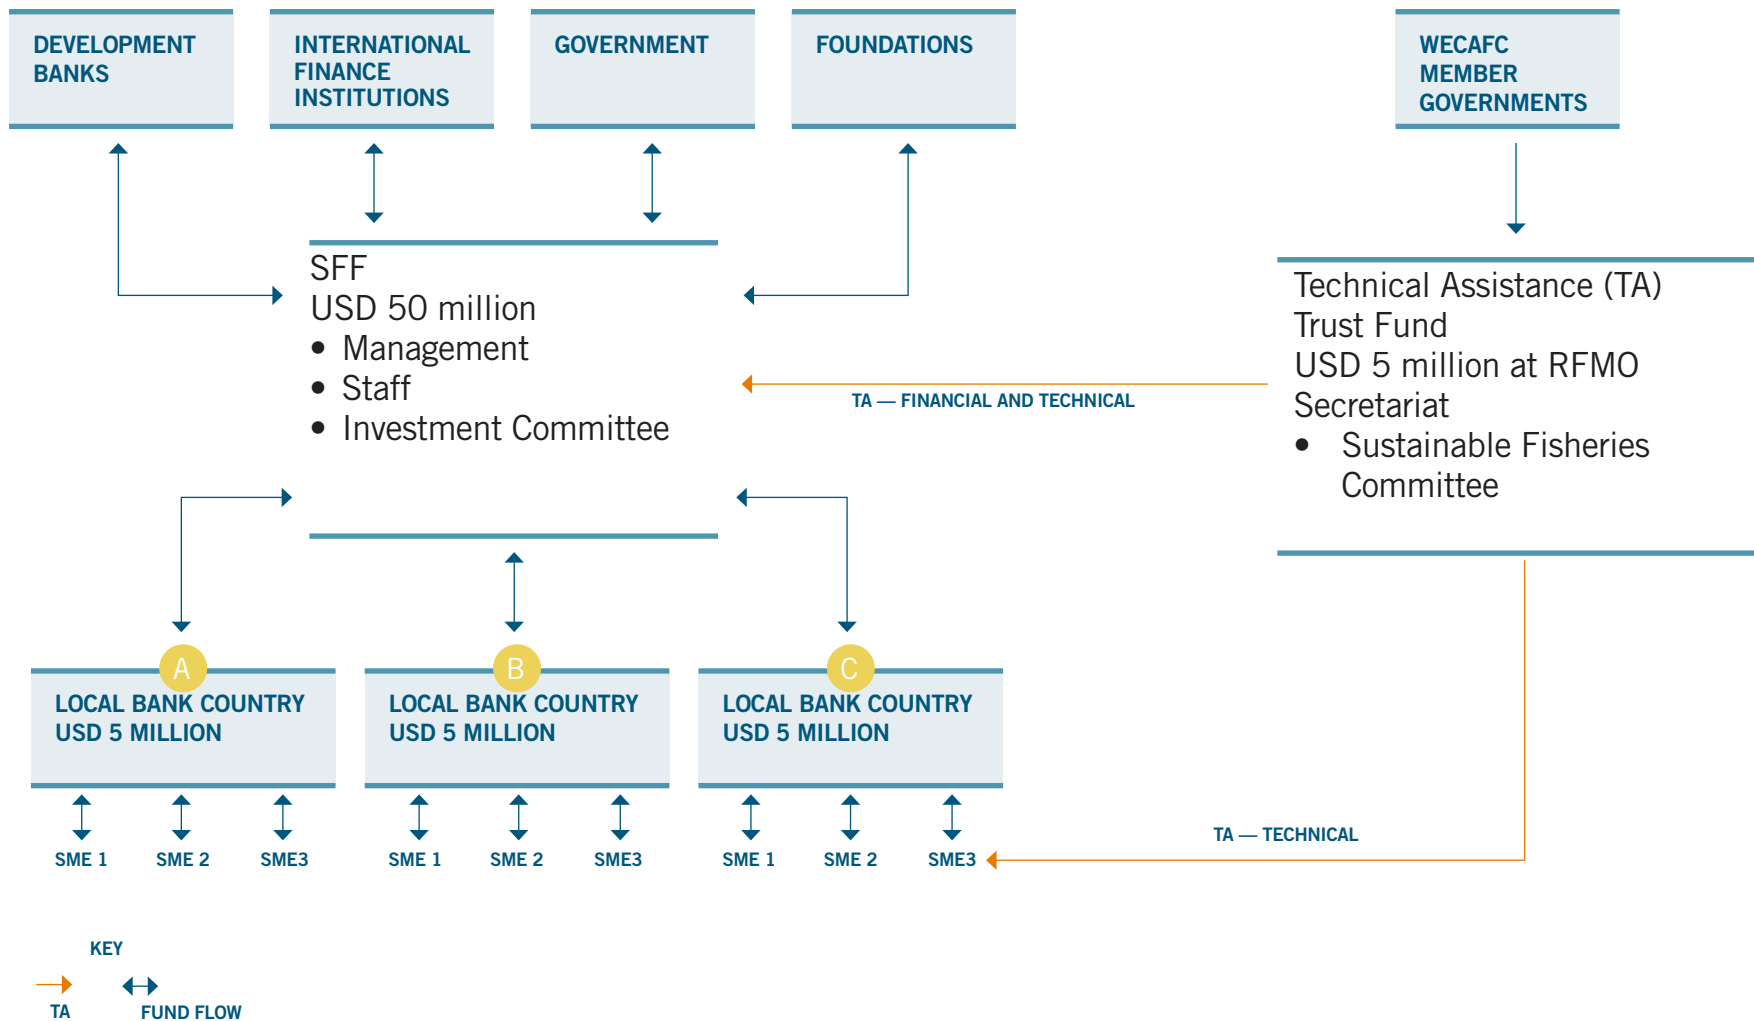 DEVELOPMENT
BANKS
INTERNATIONAL
FINANCE
INSTITUTIONS
GOVERNMENT
FOUNDATIONS
WECAFC
MEMBER
GOVERNMENTS
SFF
USD 50 million
• Management
• Staff
• Investment Committee
Technical Assistance (TA)
Trust Fund
USD 5 million at RFMO
Secretariat
• Sustainable Fisheries
Committee
TA — FINANCIAL AND TECHNICAL
A
LOCAL BANK COUNTRY
USD 5 MILLION
B
LOCAL BANK COUNTRY
USD 5 MILLION
C
LOCAL BANK COUNTRY
USD 5 MILLION
SME 1
SME 2
SME3
SME 1
SME 2
SME3
SME 1
SME 2
SME3
TA — TECHNICAL
KEY
TA
FUND FLOW